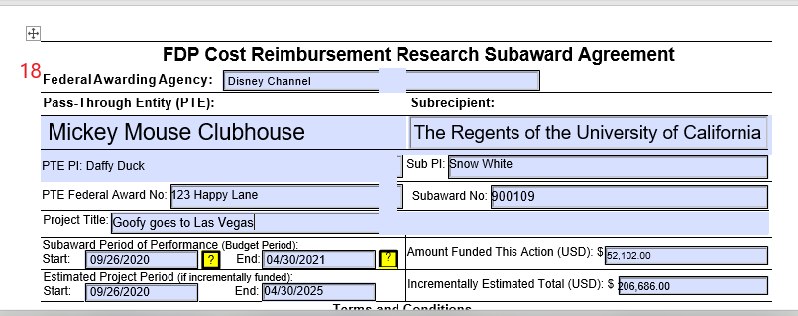 FDP Cost Reimbursement Research Subaward Agreement
18
Federal Awarding Agency: Disney Channel
Pass-Through Entity (PTE): Subrecipient:
Mickey Mouse Clubhouse The Regents of the University of California
PTE PI: Daffy Duck Sub PI: Snow White
PTE Federal Award No: 123 Happy Lane Subaward No: 900109
Project Title: Goofy goes to Las Vegas
Subaward Period of Performance (Budget Period):
Start: 09/26/2020 ? End: 04/30/2021 ? Amount Funded This Action (USD): $ 52,102.00
Estimated Project Period (if incrementally funded):
Start: 09/26/2020 End: 04/30/2025 Incrementally Estimated Total (USD): $ 206,686.00
Terms and Conditions